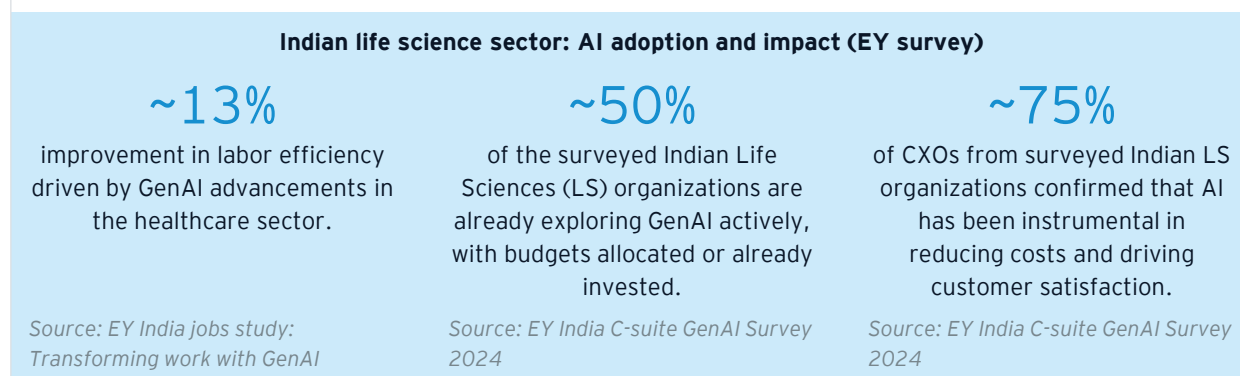 Indian life science sector: AI adoption and impact (EY survey)
~13%
improvement in labor efficiency
driven by GenAI advancements in
the healthcare sector.
Source: EY India jobs study:
Transforming work with GenAI
~50%
of the surveyed Indian Life
Sciences (LS) organizations are
already exploring GenAI actively,
with budgets allocated or already
invested.
Source: EY India C-suite GenAI Survey
2024
~75%
of CXOs from surveyed Indian LS
organizations confirmed that AI
has been instrumental in
reducing costs and driving
customer satisfaction.
Source: EY India C-suite GenAI Survey
2024